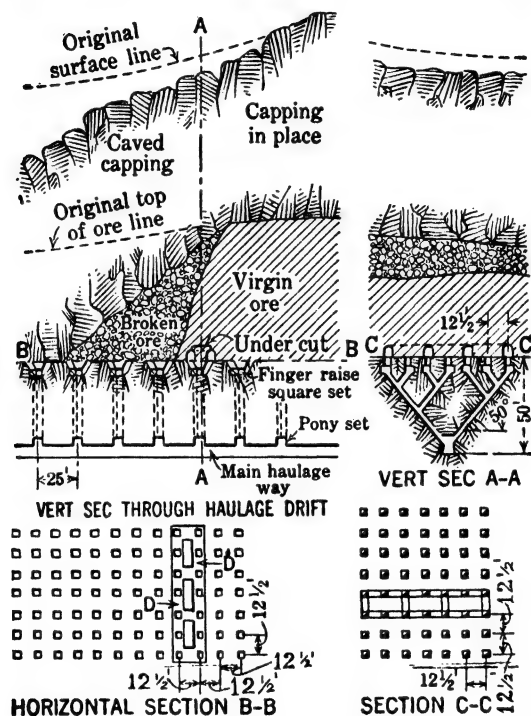 A
Original
surface line
Capping
in place
Caved
capping
Original top
of ore line
Virgin
ore
Broken
ore
Under cut
B
B
Finger raise
square set
Pony set
25'
A
Main haulage
way
VERT SEC THROUGH HAULAGE DRIFT
12½'
C
C
50°
50'
VERT SEC A-A
D
D
12½'
12½'
12½'
12½'
HORIZONTAL SECTION B-B
12½'
12½'
12½'
SECTION C-C